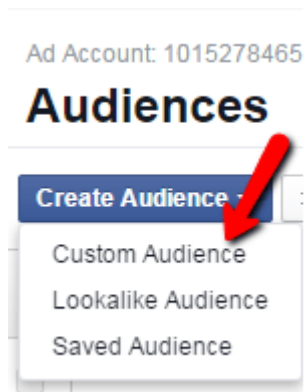 Ad Account: 1015278465
Audiences
Create Audience
Custom Audience
Lookalike Audience
Saved Audience